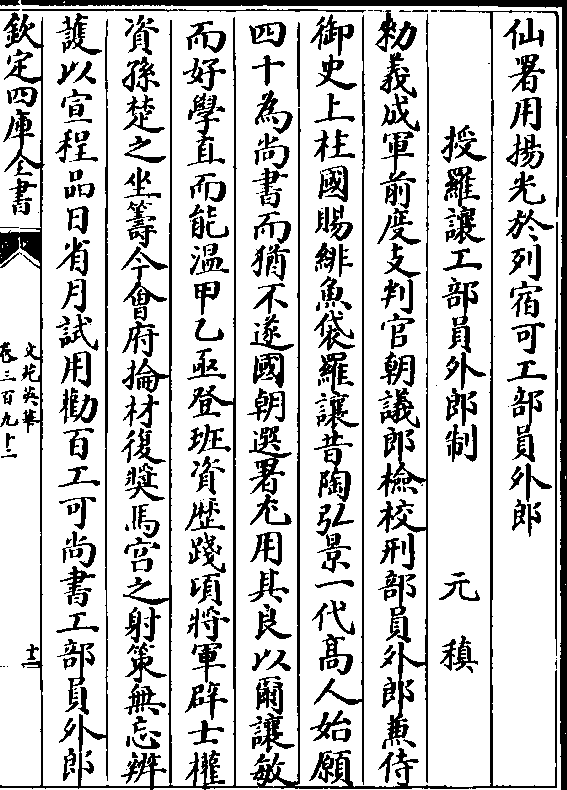 仙署用揚光於列宿可工部員外郎
授羅讓工部員外郎制　元稹
勑義成軍前度支判官朝議郎檢校刑部員外郎兼侍
御史上柱國賜緋魚袋羅讓昔陶弘景一代高人始願
四十為尚書而猶不遂國朝選署尤用其良以爾讓敏
而好學直而能溫甲乙亟登班資歴踐頃將軍辟士權
資孫楚之坐籌今會府掄材復奬馬宫之射策無忘辨
䕶以宣程品日省月試用勸百工可尚書工部員外郎
欽定四庫全書
文苑英華
卷三百九十二
十二